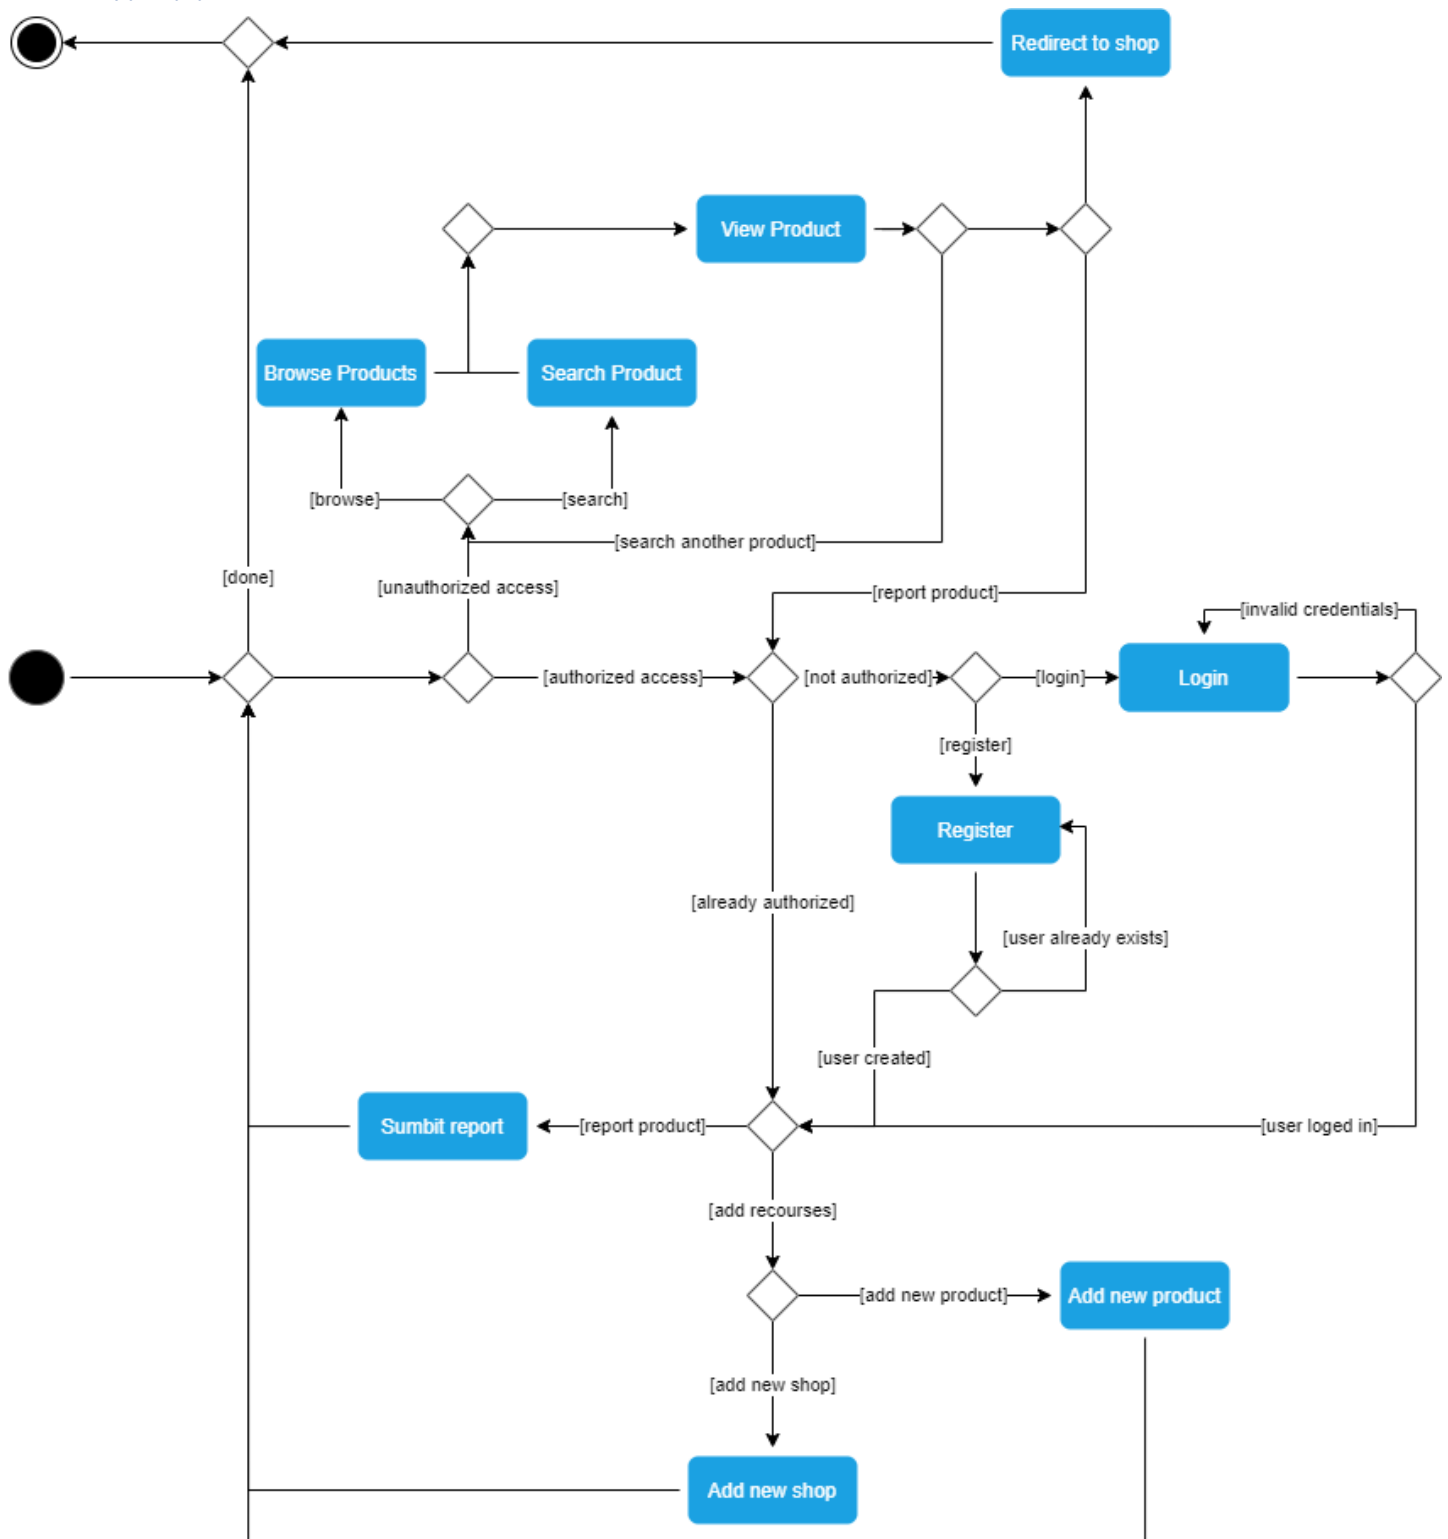 Redirect to shop
View Product
Browse Products
Search Product
[browse]
[search]
[search another product]
[done]
[unauthorized access]
[report product]
[invalid credentials]
[authorized access]
[not authorized]
[login]
Login
[register]
Register
[already authorized]
[user already exists]
[user created]
Sumbit report
[report product]
[user loged in]
[add recourses]
[add new product]
Add new product
[add new shop]
Add new shop